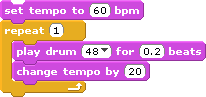 set tempo to 60 bpm
repeat 1
play drum 48 for 0.2 beats
change tempo by 20